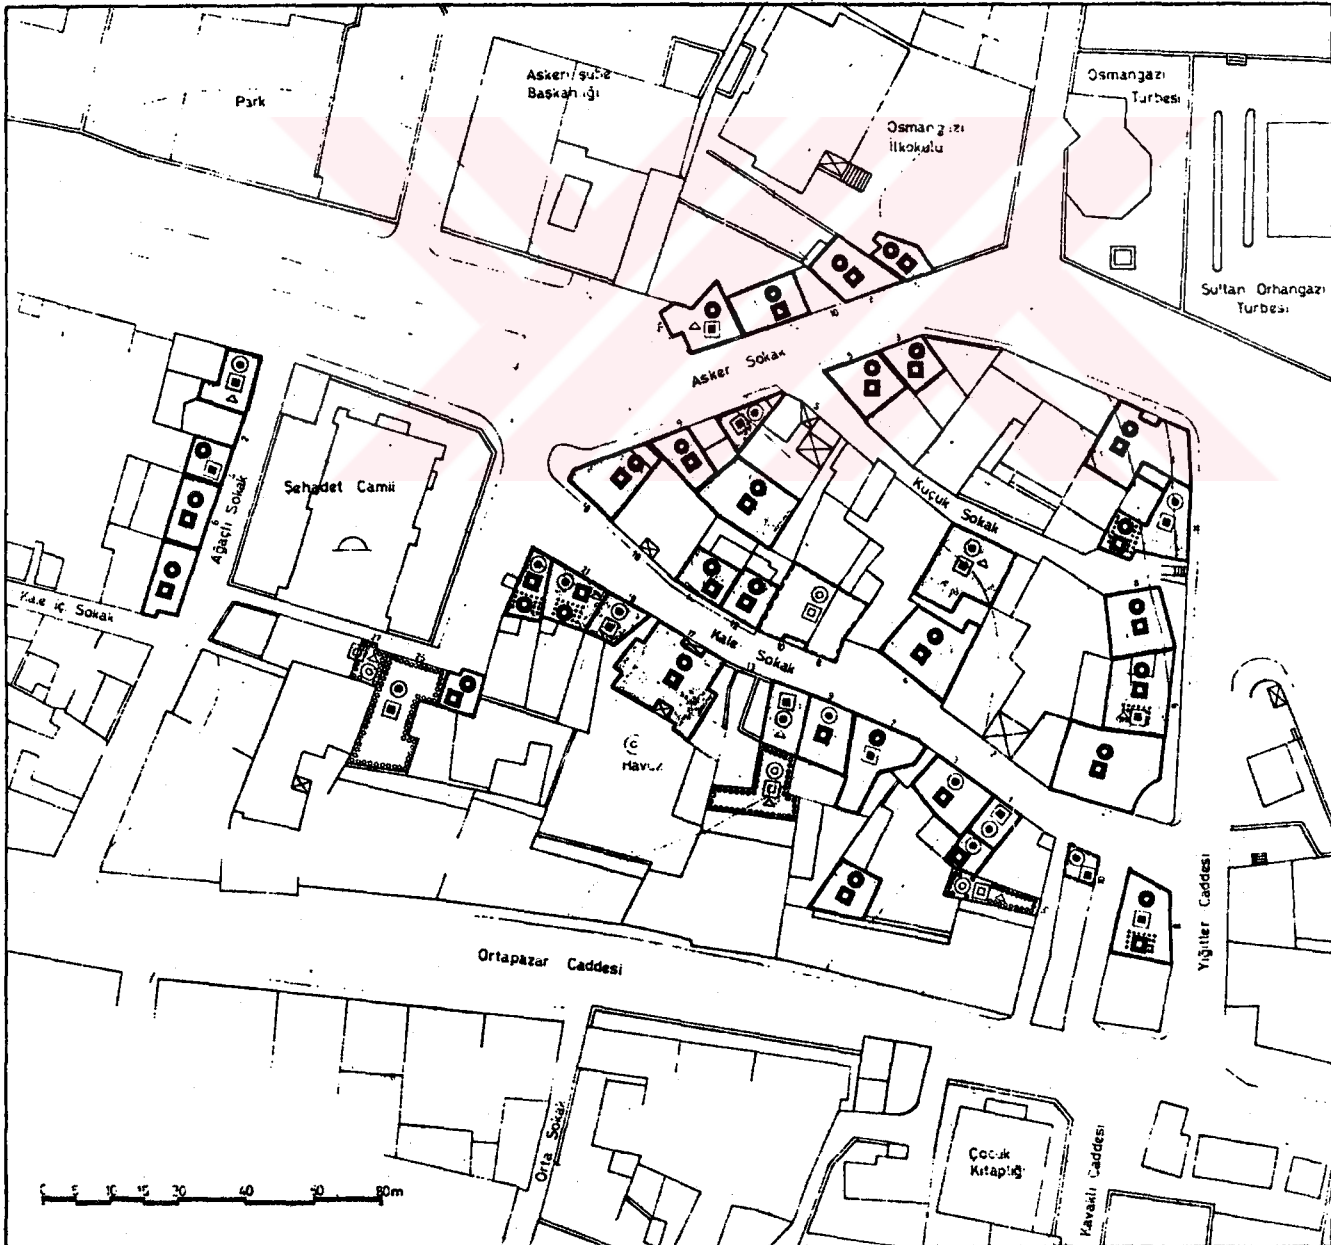 Park
Askeri şube
Başkanlığı
Osmangazi
İlkokulu
Osmangazi
Türbesi
Sultan Orhangazi
Türbesi
Asker Sokak
Şehadet Camii
Ağaçlı Sokak
Küçük Sokak
Kale iç Sokak
Kale Sokak
Havuz
Ortapazar Caddesi
Yiğitler Caddesi
Orta Sokak
Çocuk
Kitaplığı
Kavaklı Caddesi